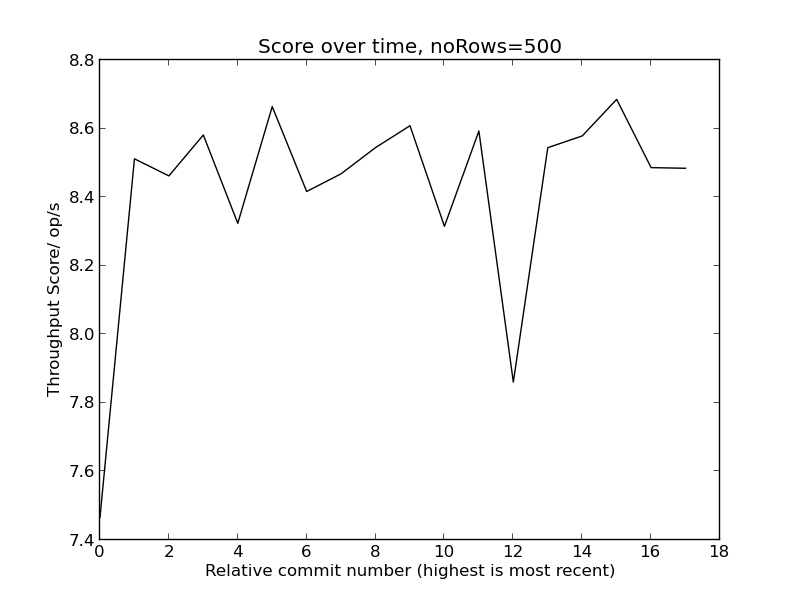 Score over time, noRows=500
8.8
8.6
8.4
8.2
8.0
7.8
7.6
7.4
Throughput Score/ op/s
0 2 4 6 8 10 12 14 16 18
Relative commit number (highest is most recent)